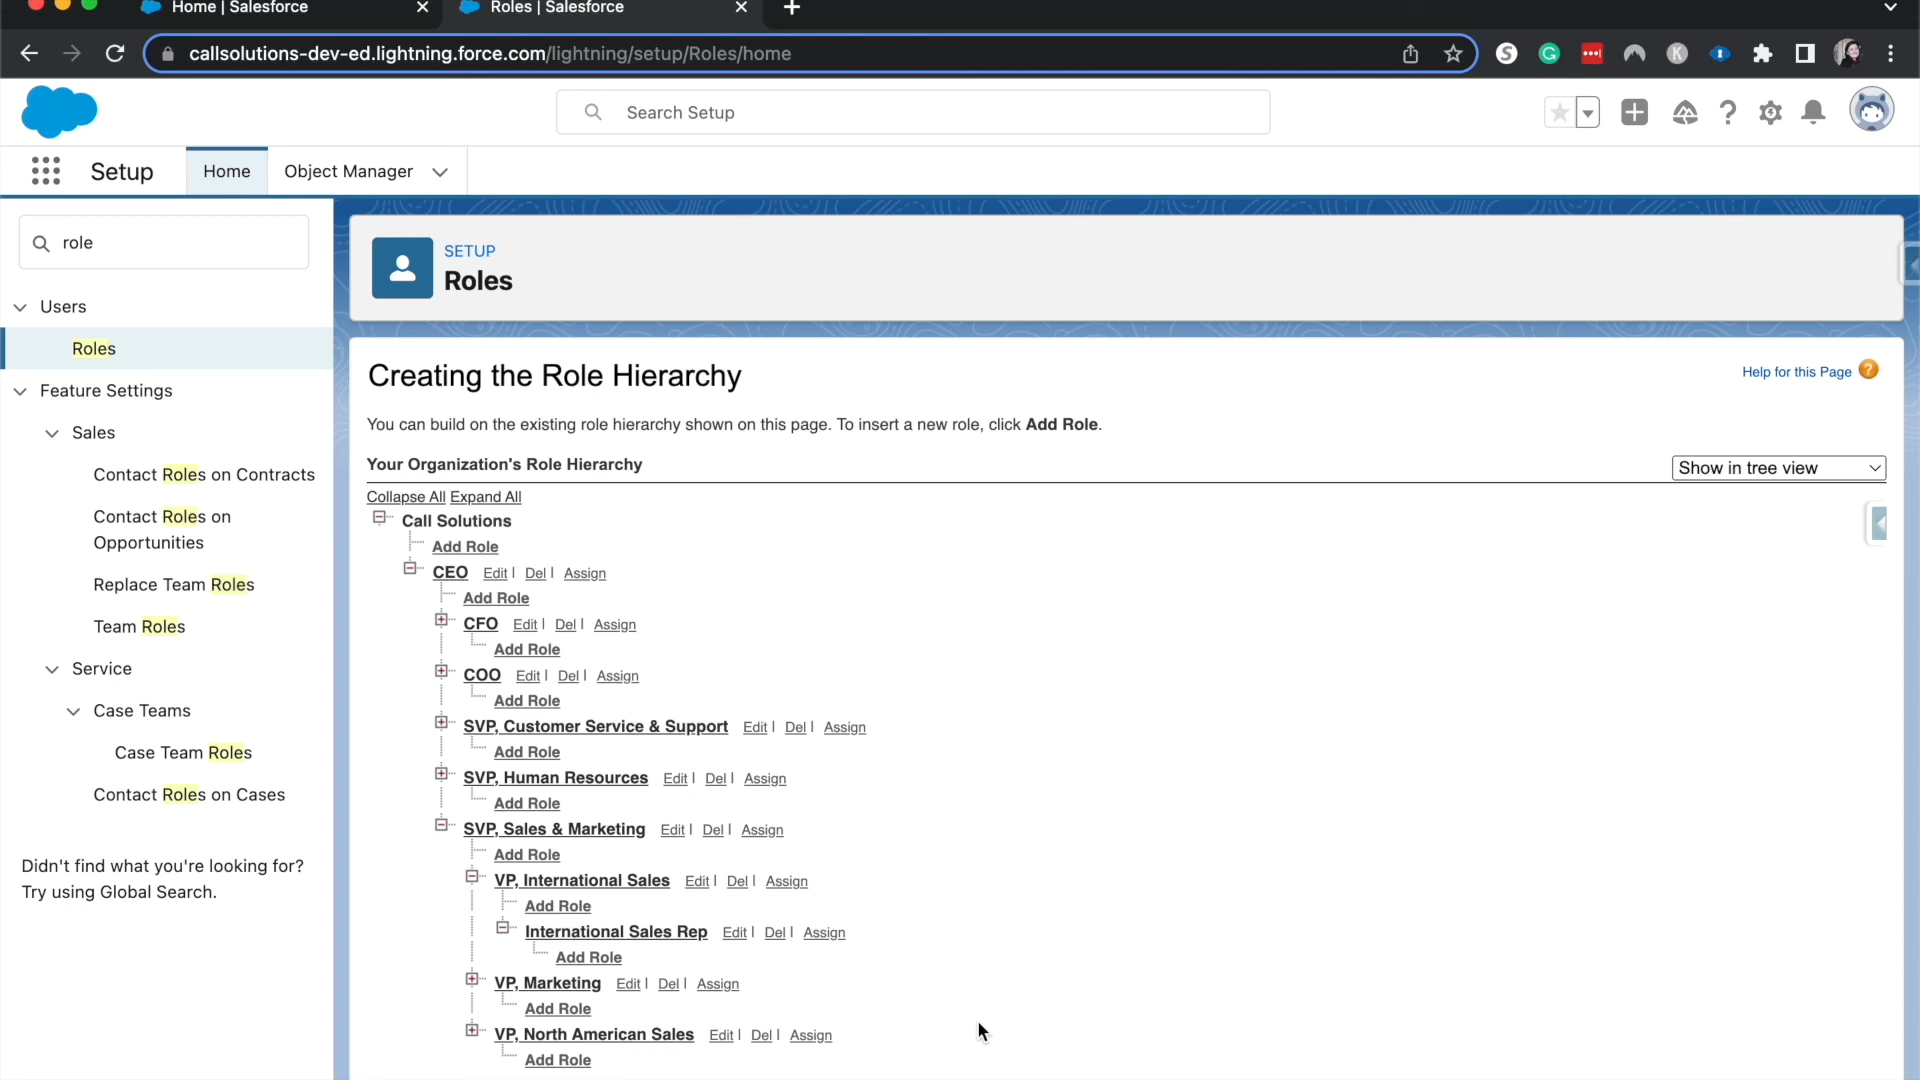 Home | Salesforce
Roles | Salesforce
callsolutions-dev-ed.lightning.force.com/lightning/setup/Roles/home
Search Setup
Setup
Home
Object Manager
role
Users
Roles
Feature Settings
Sales
Contact Roles on Contracts
Contact Roles on
Opportunities
Replace Team Roles
Team Roles
Service
Case Teams
Case Team Roles
Contact Roles on Cases
Didn't find what you're looking for?
Try using Global Search.
SETUP
Roles
Creating the Role Hierarchy
Help for this Page
You can build on the existing role hierarchy shown on this page. To insert a new role, click Add Role.
Your Organization's Role Hierarchy
Show in tree view
Collapse All Expand All
Call Solutions
Add Role
CEO Edit | Del | Assign
Add Role
CFO Edit | Del | Assign
Add Role
COO Edit | Del | Assign
Add Role
SVP, Customer Service & Support Edit | Del | Assign
Add Role
SVP, Human Resources Edit | Del | Assign
Add Role
SVP, Sales & Marketing Edit | Del | Assign
Add Role
VP, International Sales Edit | Del | Assign
Add Role
International Sales Rep Edit | Del | Assign
Add Role
VP, Marketing Edit | Del | Assign
Add Role
VP, North American Sales Edit | Del | Assign
Add Role